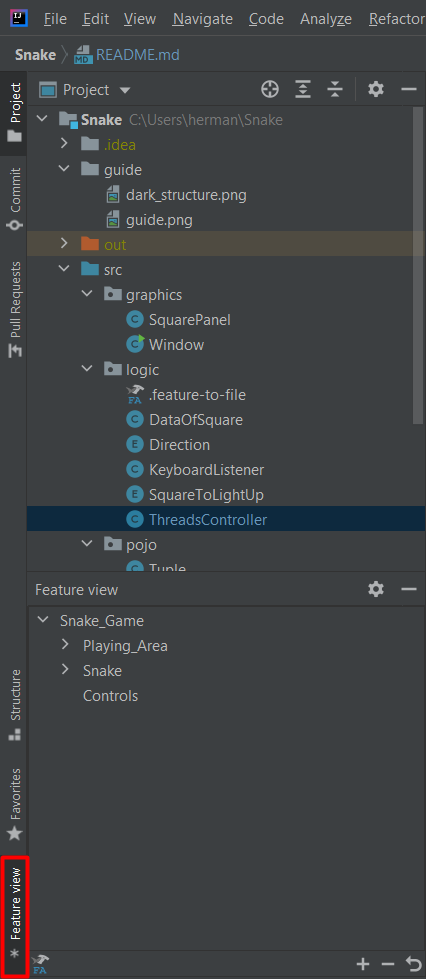 IJ File Edit View Navigate Code Analyze Refactor
Snake README.md
Project
Snake C:\Users\herman\Snake
.idea
guide
dark_structure.png
guide.png
out
src
graphics
SquarePanel
Window
logic
.feature-to-file
DataOfSquare
Direction
KeyboardListener
SquareToLightUp
ThreadsController
pojo
Tuple
Feature view
Snake_Game
Playing_Area
Snake
Controls
Project
Commit
Pull Requests
Structure
Favorites
Feature view
FA